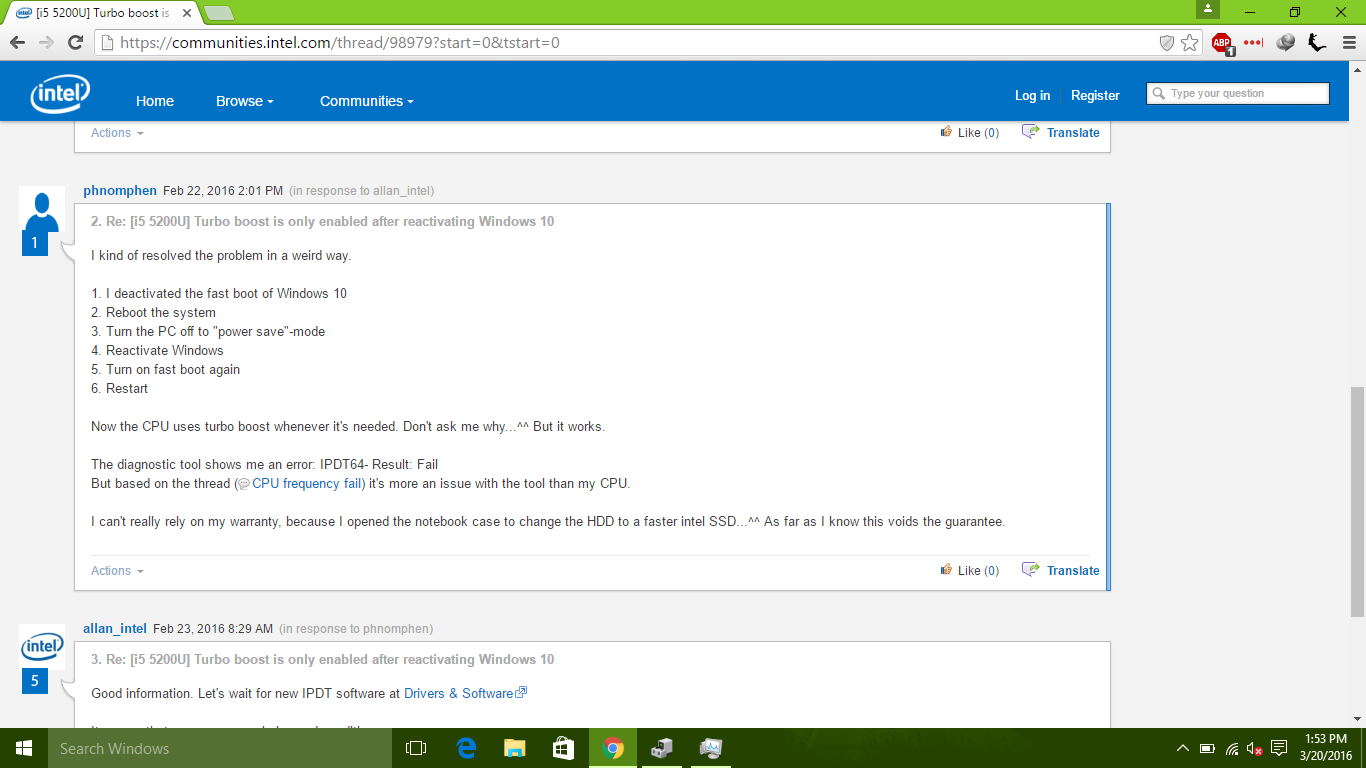 [i5 5200U] Turbo boost is
https://communities.intel.com/thread/98979?start=0&tstart=0
ABP
1
intel
Home
Browse
Communities
Log in
Register
Type your question
Actions
Like (0)
Translate
phnomphen Feb 22, 2016 2:01 PM (in response to allan_intel)
1
2. Re: [i5 5200U] Turbo boost is only enabled after reactivating Windows 10
I kind of resolved the problem in a weird way.
1. I deactivated the fast boot of Windows 10
2. Reboot the system
3. Turn the PC off to "power save"-mode
4. Reactivate Windows
5. Turn on fast boot again
6. Restart
Now the CPU uses turbo boost whenever it's needed. Don't ask me why...^^ But it works.
The diagnostic tool shows me an error: IPDT64- Result: Fail
But based on the thread (CPU frequency fail) it's more an issue with the tool than my CPU.
I can't really rely on my warranty, because I opened the notebook case to change the HDD to a faster intel SSD...^^ As far as I know this voids the guarantee.
Actions
Like (0)
Translate
allan_intel Feb 23, 2016 8:29 AM (in response to phnomphen)
intel
5
3. Re: [i5 5200U] Turbo boost is only enabled after reactivating Windows 10
Good information. Let's wait for new IPDT software at Drivers & Software
Search Windows
1:53 PM
3/20/2016